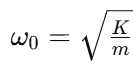 ω₀ = √(K/m)